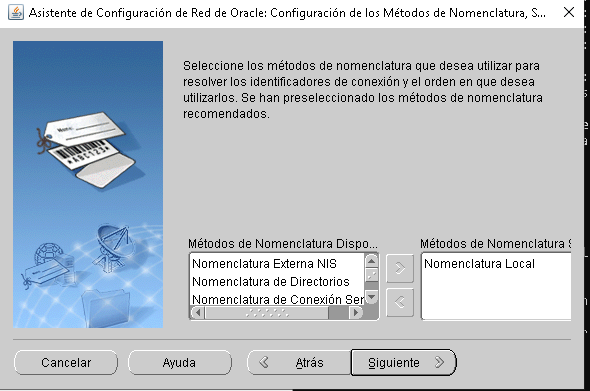 Asistente de Configuración de Red de Oracle: Configuración de los Métodos de Nomenclatura, S...
Seleccione los métodos de nomenclatura que desea utilizar para
resolver los identificadores de conexión y el orden en que desea
utilizarlos. Se han preseleccionado los métodos de nomenclatura
recomendados.
Name:
ABC123
Métodos de Nomenclatura Dispo...
Nomenclatura Externa NIS
Nomenclatura de Directorios
Nomenclatura de Conexión Ser
Métodos de Nomenclatura S
Nomenclatura Local
Cancelar
Ayuda
Atrás
Siguiente